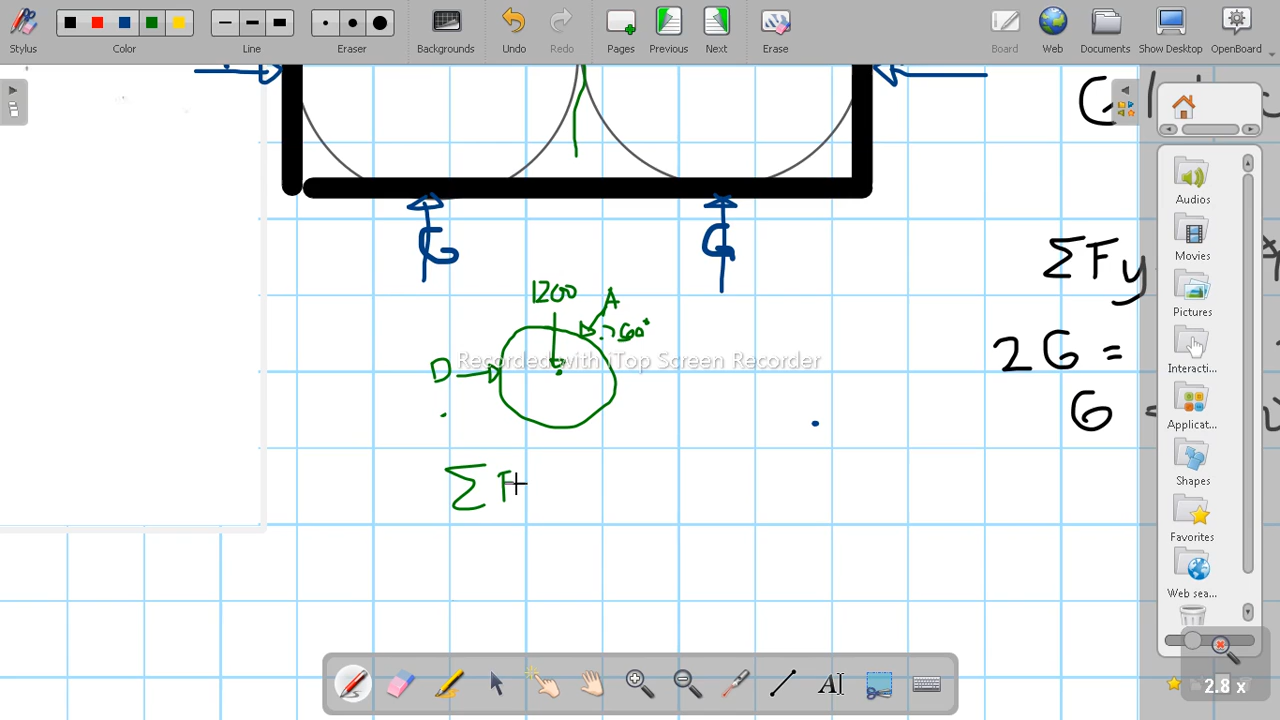 Stylus
Color
Line
Eraser
Backgrounds
Undo
Redo
Pages
Previous
Next
Erase
Board
Web
Documents
Show Desktop
OpenBoard
G
G
G
1200
A
60°
D
Recorded with iTop Screen Recorder
ΣF
ΣFy
2G =
G =
Audios
Movies
Pictures
Interacti...
Applicat...
Shapes
Favorites
Web sea...
2.8 x